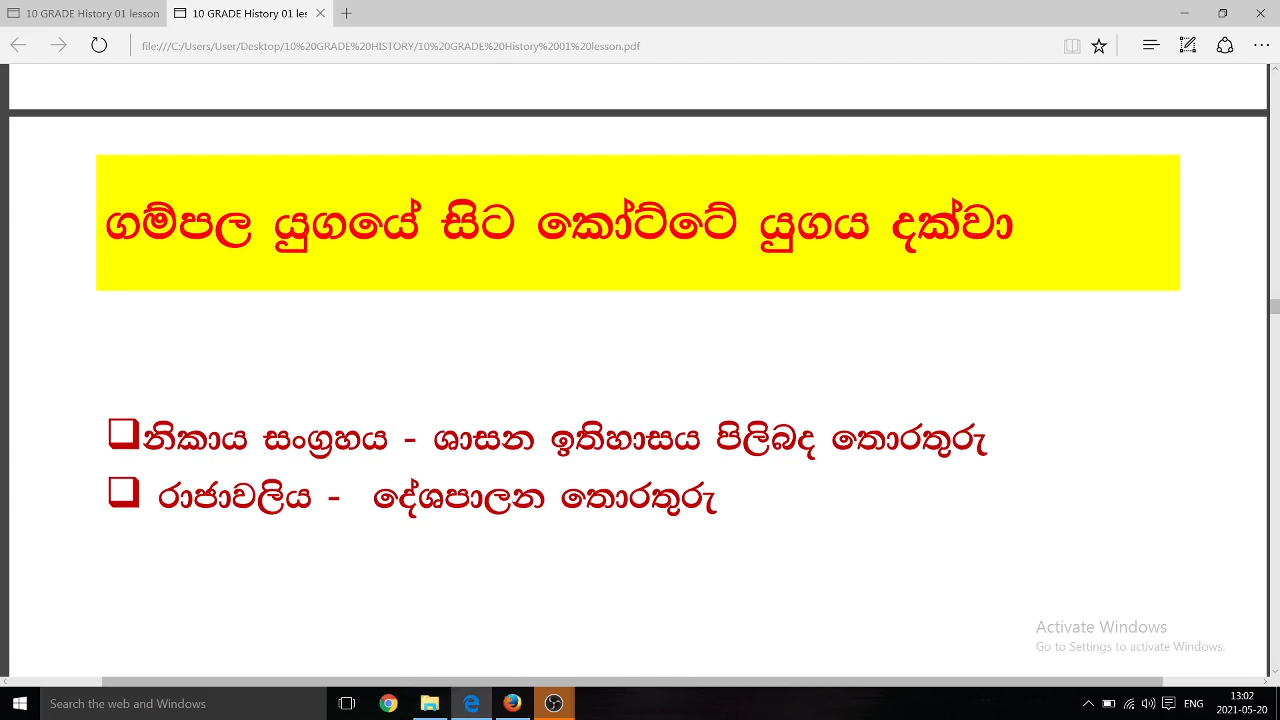 10 GRADE History 01 lesson
10 GRADE History 01 les
file:///C:/Users/User/Desktop/10%20GRADE%20HISTORY/10%20GRADE%20History%2001%20lesson.pdf
ගම්පල යුගයේ සිට කෝට්ටේ යුගය දක්වා
නිකාය සංග්‍රහය - ශාසන ඉතිහාසය පිලිබද තොරතුරු
රාජාවලිය - දේශපාලන තොරතුරු
Activate Windows
Go to Settings to activate Windows.
Search the web and Windows
ENG
13:02
2021-05-20